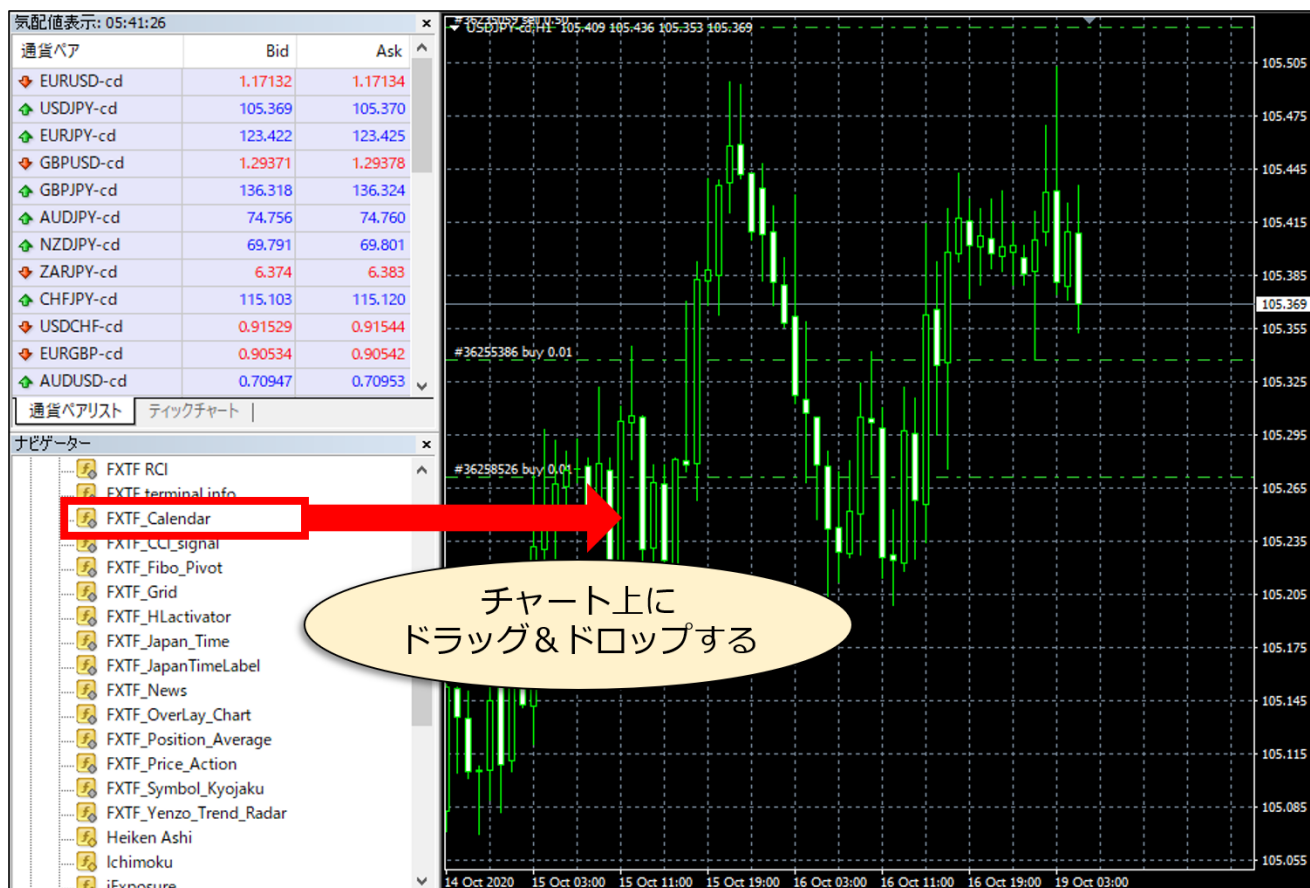 気配値表示: 05:41:26
通貨ペア Bid Ask
EURUSD-cd 1.17132 1.17134
USDJPY-cd 105.369 105.370
EURJPY-cd 123.422 123.425
GBPUSD-cd 1.29371 1.29378
GBPJPY-cd 136.318 136.324
AUDJPY-cd 74.756 74.760
NZDJPY-cd 69.791 69.801
ZARJPY-cd 6.374 6.383
CHFJPY-cd 115.103 115.120
USDCHF-cd 0.91529 0.91544
EURGBP-cd 0.90534 0.90542
AUDUSD-cd 0.70947 0.70953
通貨ペアリスト ティックチャート
ナビゲーター
FXTF RCI
FXTF terminal info
FXTF_Calendar
FXTF_CCI_signal
FXTF_Fibo_Pivot
FXTF_Grid
FXTF_HLactivator
FXTF_Japan_Time
FXTF_JapanTimeLabel
FXTF_News
FXTF_OverLay_Chart
FXTF_Position_Average
FXTF_Price_Action
FXTF_Symbol_Kyojaku
FXTF_Yenzo_Trend_Radar
Heiken Ashi
Ichimoku
iExposure
#36235059 sell 0.50
USDJPY-cd,H1 105.409 105.436 105.353 105.369
#36255386 buy 0.01
#36258526 buy 0.01
チャート上に
ドラッグ＆ドロップする
105.505
105.475
105.445
105.415
105.385
105.369
105.355
105.325
105.295
105.265
105.235
105.205
105.175
105.145
105.115
105.085
105.055
14 Oct 2020 15 Oct 03:00 15 Oct 11:00 15 Oct 19:00 16 Oct 03:00 16 Oct 11:00 16 Oct 19:00 19 Oct 03:00